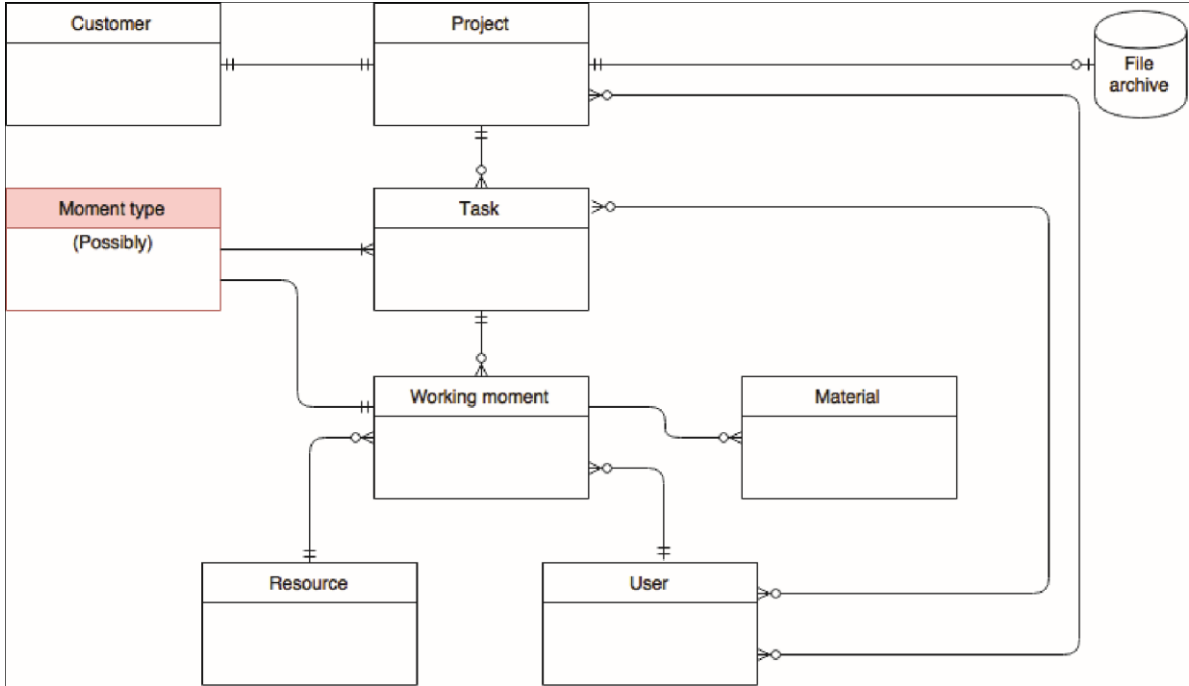 Customer
Project
File
archive
Moment type
(Possibly)
Task
Working moment
Material
Resource
User